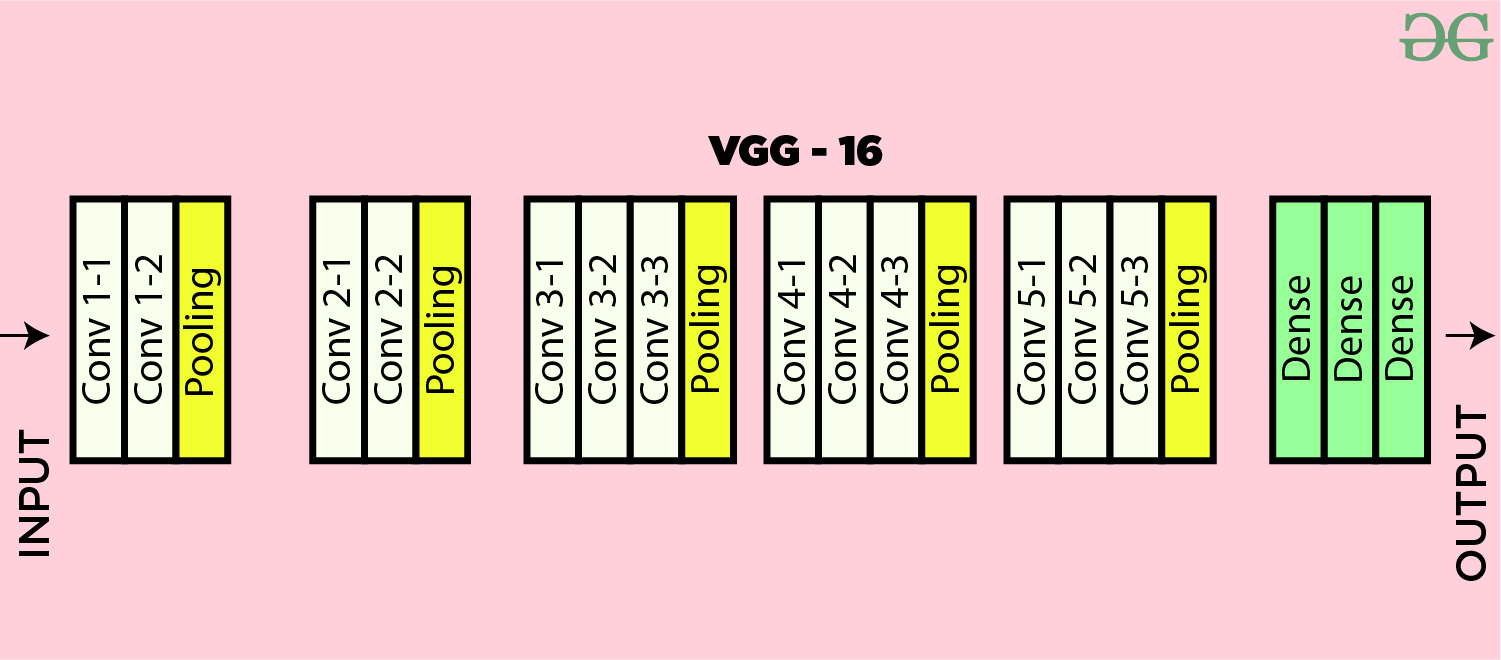 VGG - 16
INPUT
Conv 1-1
Conv 1-2
Pooling
Conv 2-1
Conv 2-2
Pooling
Conv 3-1
Conv 3-2
Conv 3-3
Pooling
Conv 4-1
Conv 4-2
Conv 4-3
Pooling
Conv 5-1
Conv 5-2
Conv 5-3
Pooling
Dense
Dense
Dense
OUTPUT